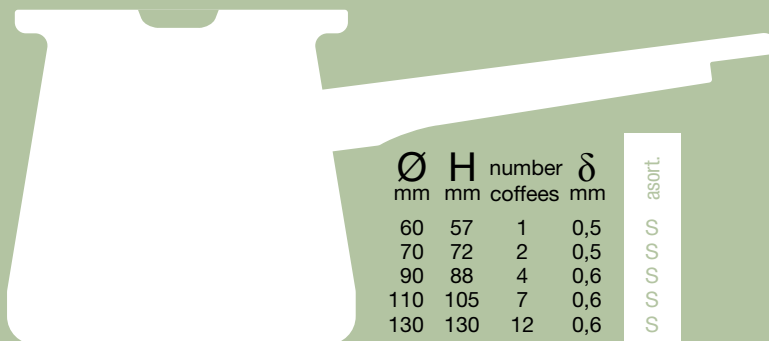 Ø H number δ asort.
mm mm coffees mm
60 57 1 0,5 S
70 72 2 0,5 S
90 88 4 0,6 S
110 105 7 0,6 S
130 130 12 0,6 S